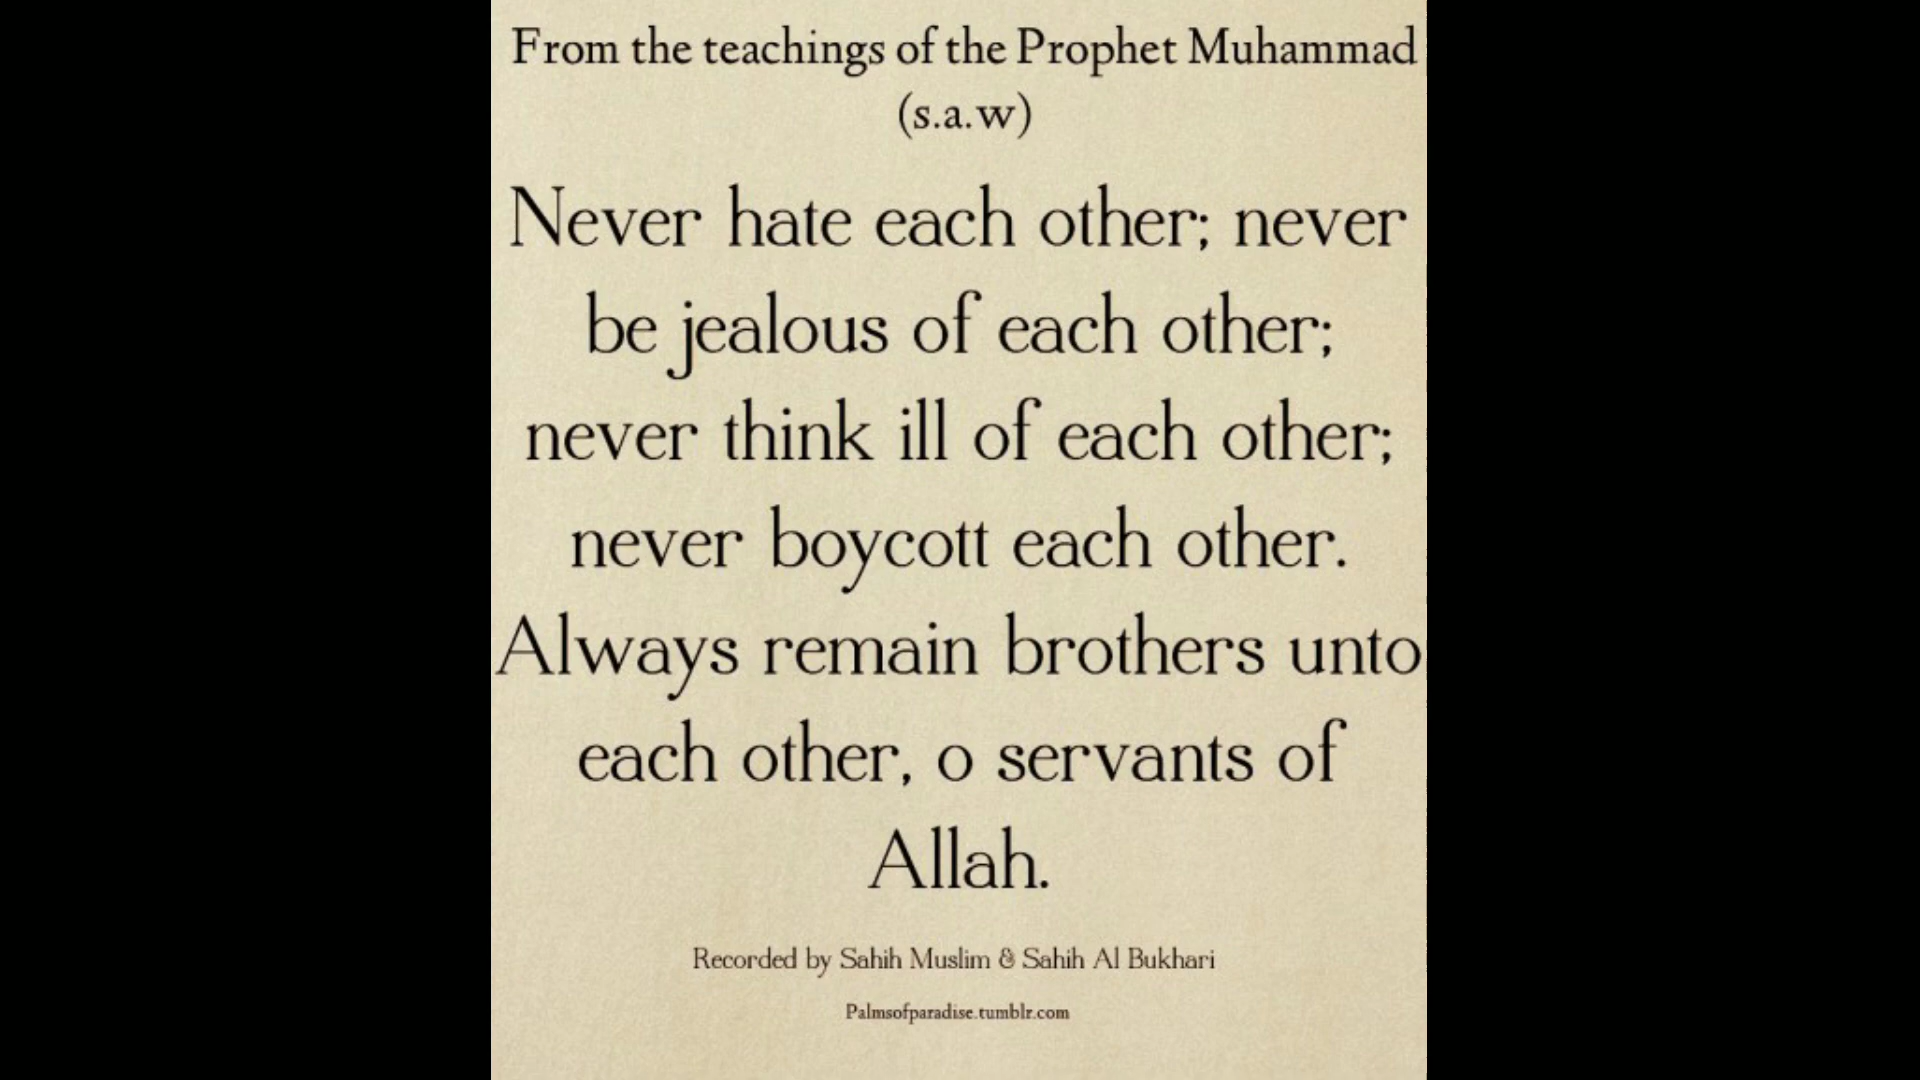 From the teachings of the Prophet Muhammad
(s.a.w)
Never hate each other; never
be jealous of each other;
never think ill of each other;
never boycott each other.
Always remain brothers unto
each other, o servants of
Allah.
Recorded by Sahih Muslim & Sahih Al Bukhari
Palmsofparadise.tumblr.com